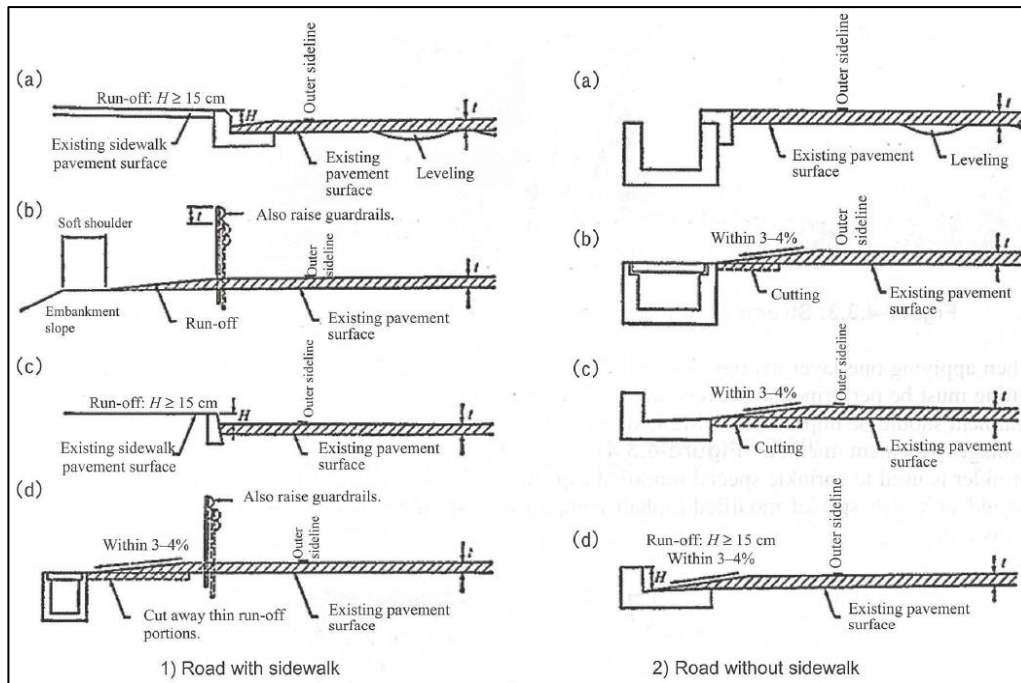 (a)
Run-off: H ≥ 15 cm
H
Outer sideline
t
Existing sidewalk
pavement surface
Existing
pavement
surface
Leveling
(b)
Soft shoulder
t
Also raise guardrails.
Outer
sideline
t
Embankment
slope
Run-off
Existing pavement
surface
(c)
Run-off: H ≥ 15 cm
H
Outer sideline
t
Existing sidewalk
pavement surface
Existing pavement
surface
(d)
Also raise guardrails.
Within 3–4%
Outer
sideline
t
Cut away thin run-off
portions.
Existing pavement
surface
1) Road with sidewalk
(a)
Outer sideline
t
Existing pavement
surface
Leveling
(b)
Within 3–4%
Outer
sideline
t
Cutting
Existing pavement
surface
(c)
Within 3–4%
Outer sideline
t
Cutting
Existing pavement
surface
(d)
Run-off: H ≥ 15 cm
Within 3–4%
H
Outer sideline
t
Existing pavement
surface
2) Road without sidewalk